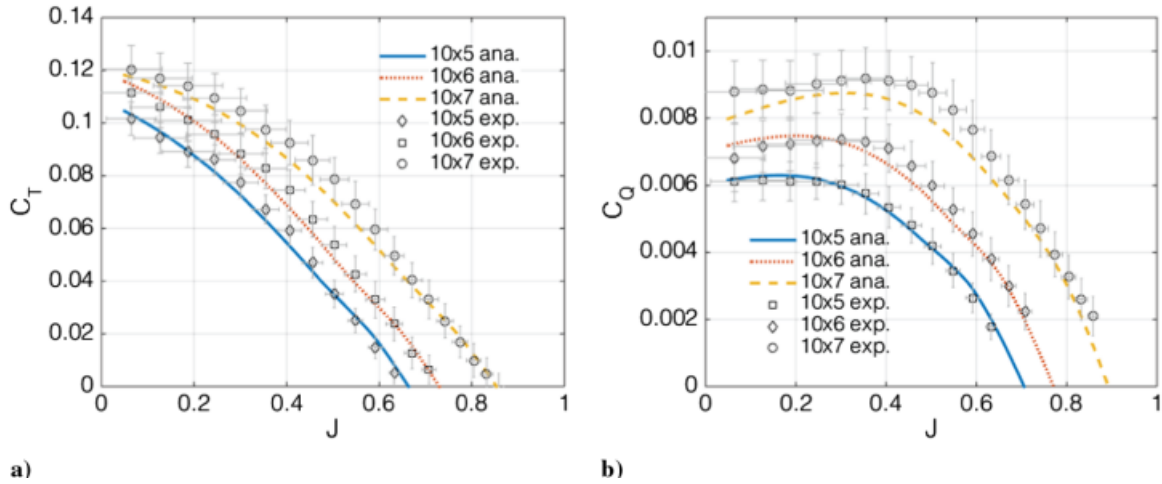 0.14
0.12
0.1
0.08
0.06
0.04
0.02
0
C_T
10x5 ana.
10x6 ana.
10x7 ana.
10x5 exp.
10x6 exp.
10x7 exp.
0 0.2 0.4 0.6 0.8 1
J
a)
0.01
0.008
0.006
0.004
0.002
0
C_Q
10x5 ana.
10x6 ana.
10x7 ana.
10x5 exp.
10x6 exp.
10x7 exp.
0 0.2 0.4 0.6 0.8 1
J
b)